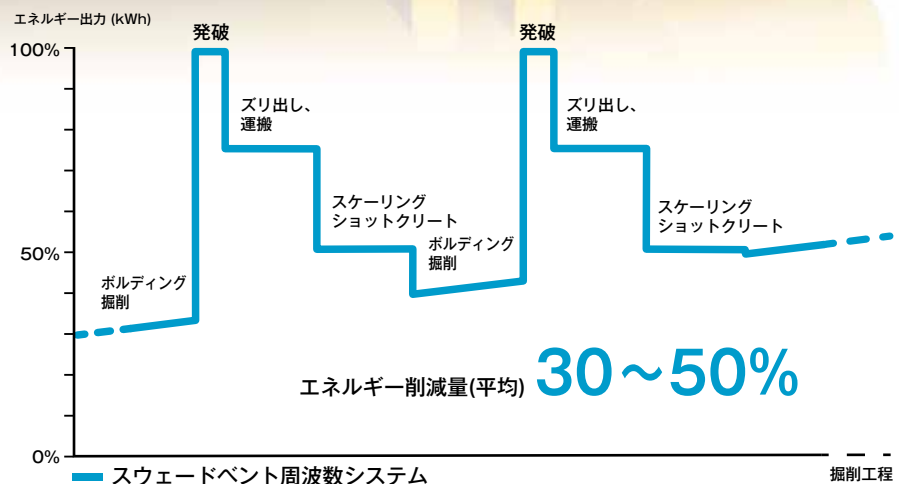 エネルギー出力 (kWh)
100%
50%
0%
発破
ズリ出し、
運搬
スケーリング
ショットクリート
ボルディング
掘削
ボルディング
掘削
発破
ズリ出し、
運搬
スケーリング
ショットクリート
エネルギー削減量(平均) 30〜50%
スウェードベント周波数システム
掘削工程